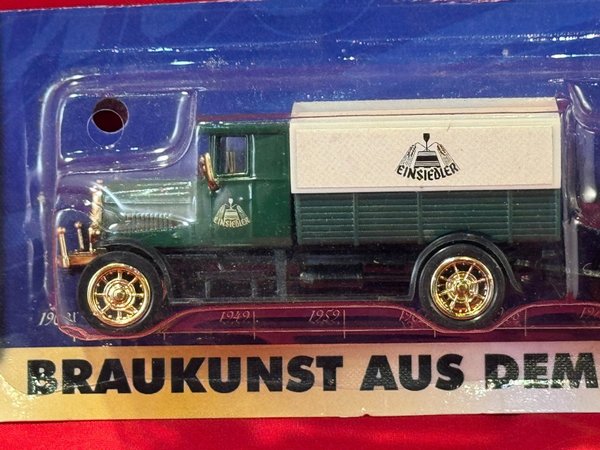 EINSIEDLER
EINSIEDLER
1949
1959
BRAUKUNST AUS DEM